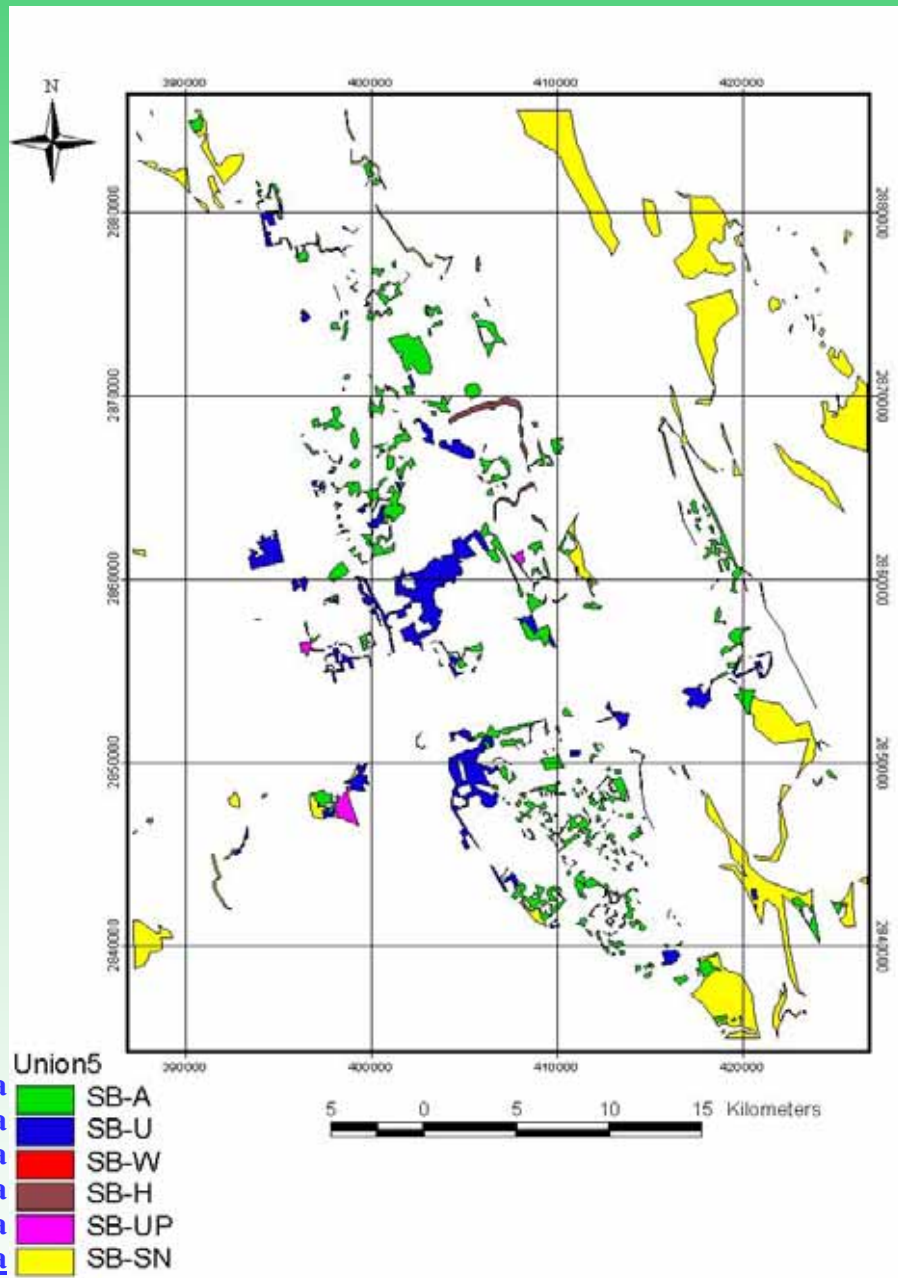 N
390000 400000 410000 420000
2880000 2880000
2870000 2870000
2860000 2860000
2850000 2850000
2840000 2840000
390000 400000 410000 420000
Union5
a SB-A
a SB-U
a SB-W
a SB-H
a SB-UP
a SB-SN
5 0 5 10 15 Kilometers